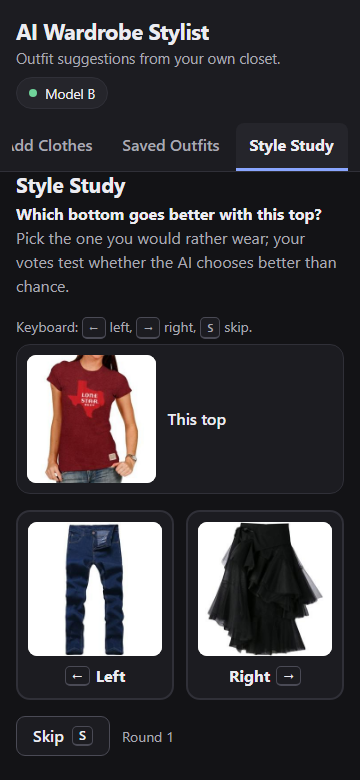 AI Wardrobe Stylist
Outfit suggestions from your own closet.
Model B
Add Clothes Saved Outfits Style Study
Style Study
Which bottom goes better with this top?
Pick the one you would rather wear; your
votes test whether the AI chooses better than
chance.
Keyboard: ← left, → right, S skip.
LONE
STAR
This top
← Left
Right →
Skip S
Round 1